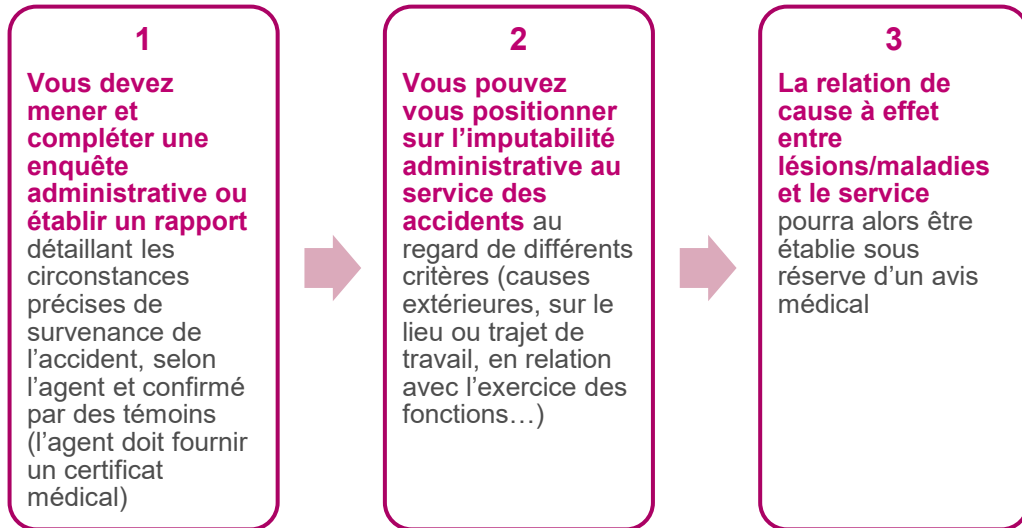 1
Vous devez
mener et
compléter une
enquête
administrative ou
établir un rapport
détaillant les
circonstances
précises de
survenance de
l’accident, selon
l’agent et confirmé
par des témoins
(l’agent doit fournir
un certificat
médical)
2
Vous pouvez
vous positionner
sur l’imputabilité
administrative au
service des
accidents au
regard de différents
critères (causes
extérieures, sur le
lieu ou trajet de
travail, en relation
avec l’exercice des
fonctions…)
3
La relation de
cause à effet
entre
lésions/maladies
et le service
pourra alors être
établie sous
réserve d’un avis
médical